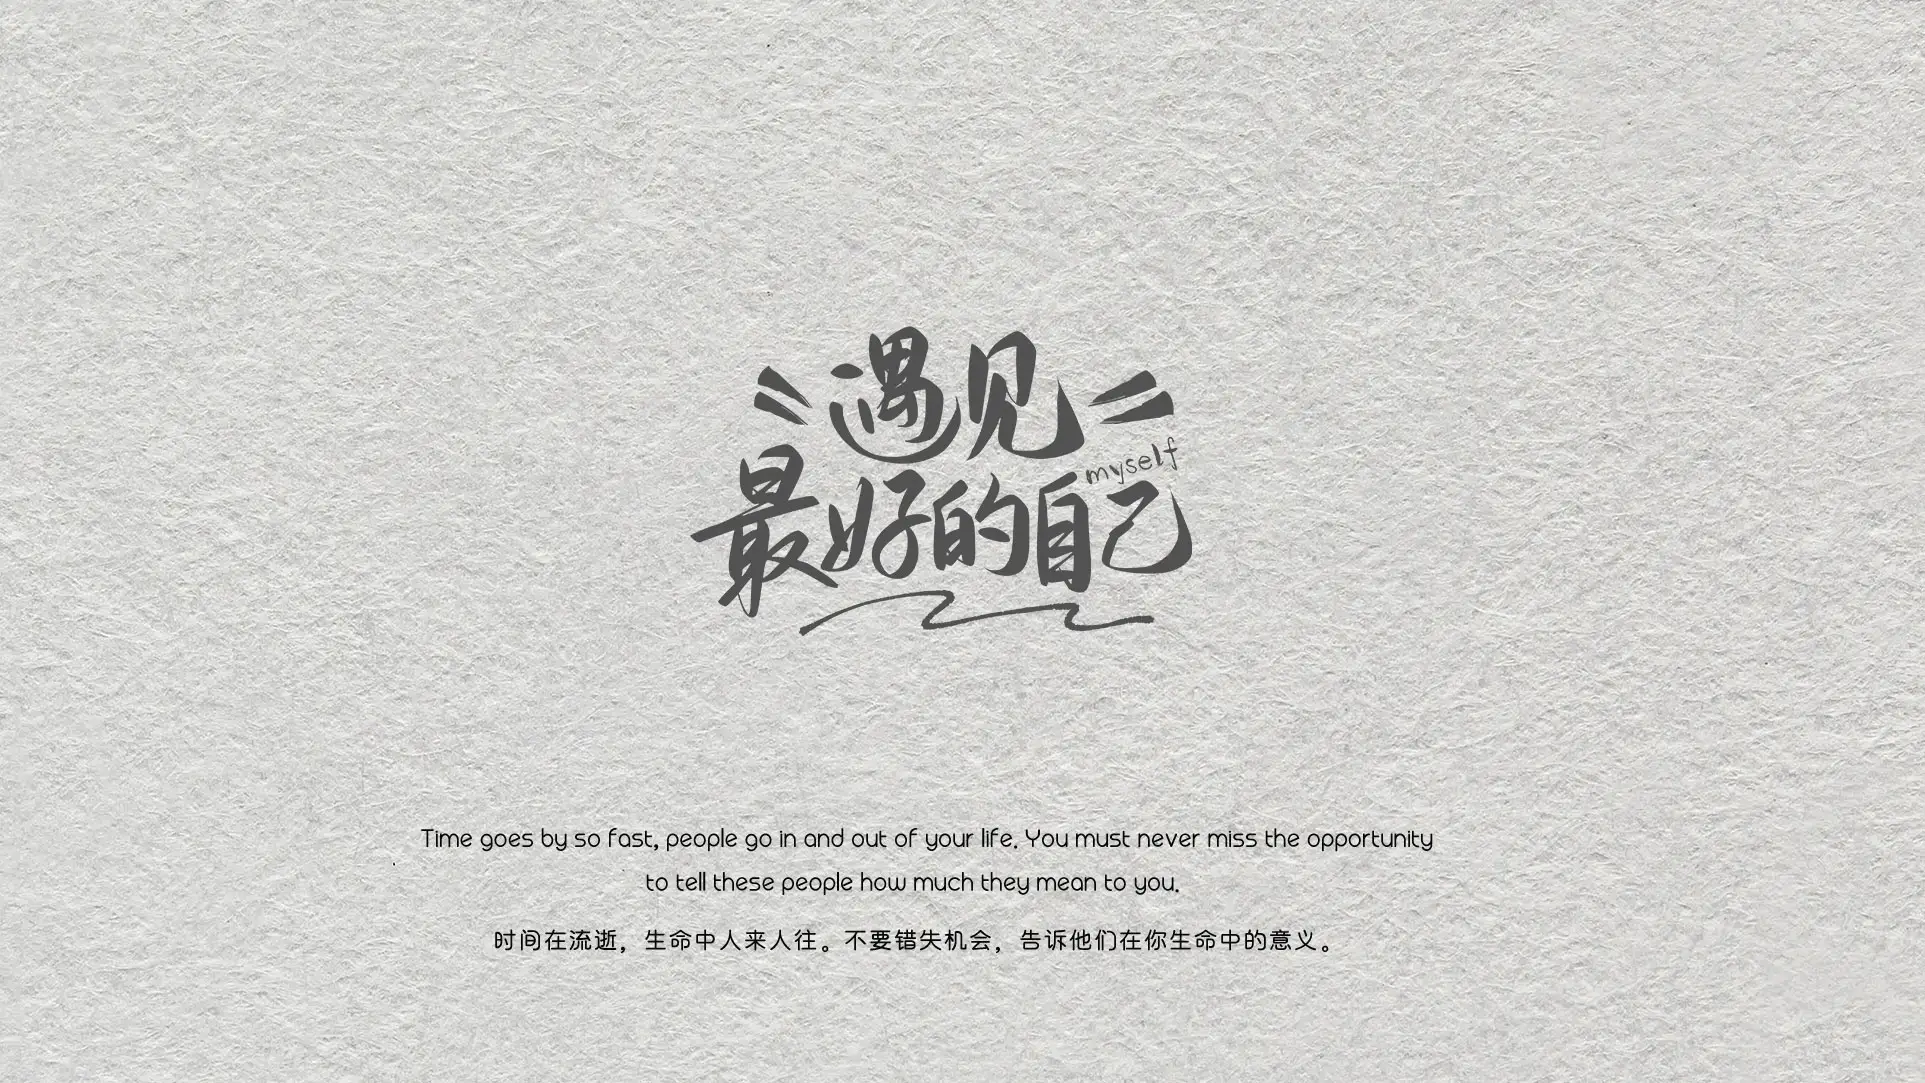 遇见
myself
最好的自己
Time goes by so fast, people go in and out of your life. You must never miss the opportunity
to tell these people how much they mean to you.
时间在流逝，生命中人来人往。不要错失机会，告诉他们在你生命中的意义。